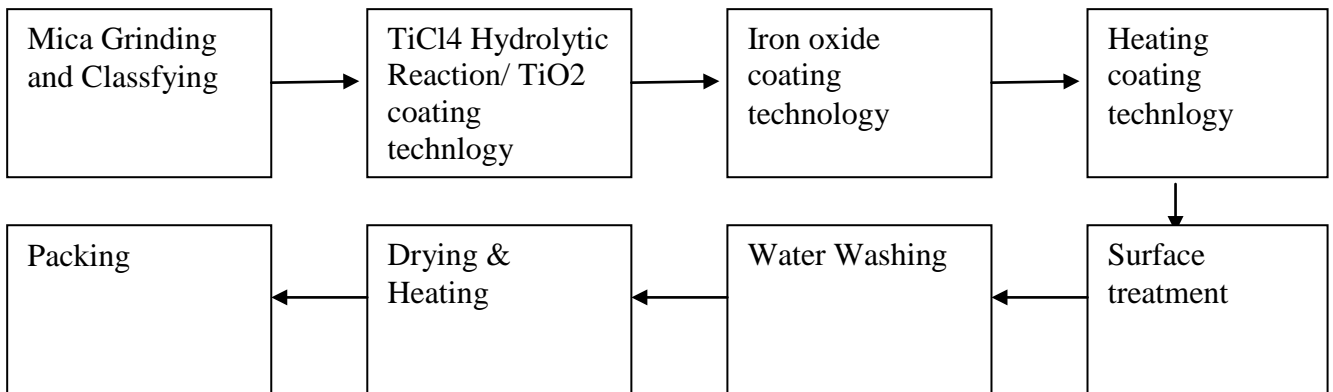 Mica Grinding
and Classfying
TiCl4 Hydrolytic
Reaction/ TiO2
coating
technlogy
Iron oxide
coating
technology
Heating
coating
technlogy
Surface
treatment
Water Washing
Drying &
Heating
Packing